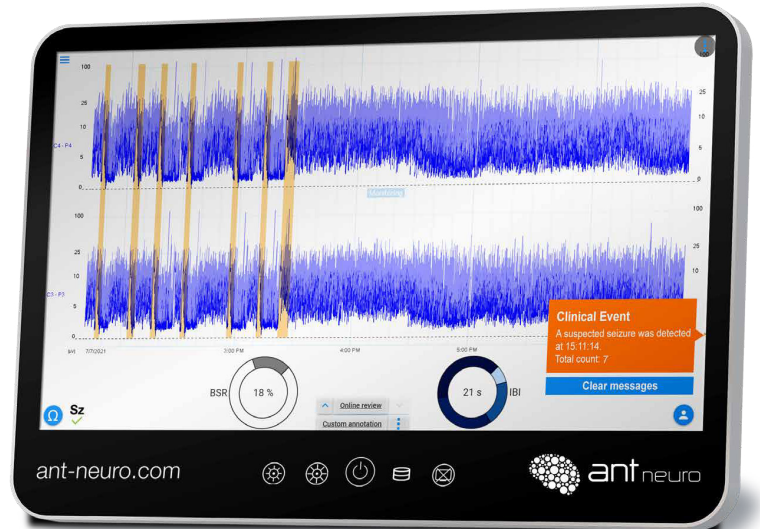 100
100
25
25
10
10
C4 - P4
5
5
0
0
Monitoring
100
100
25
25
10
10
C3 - P3
5
0
7/7/2021
3:00 PM
4:00 PM
5:00 PM
Clinical Event
A suspected seizure was detected
at 15:11:14.
Total count: 7
Clear messages
BSR
18 %
21 s
IBI
Online review
Custom annotation
Ω
Sz
ant-neuro.com
ant neuro